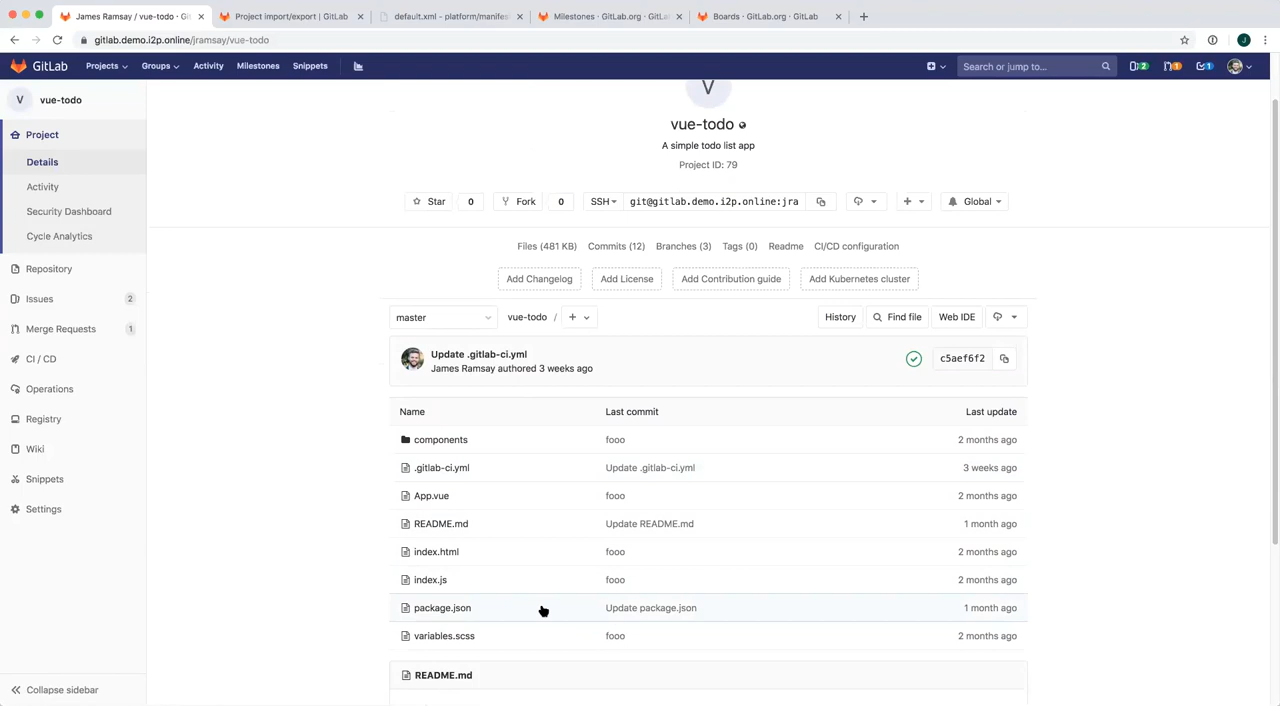 James Ramsay / vue-todo · Git
Project import/export | GitLab
default.xml - platform/manifes
Milestones · GitLab.org · GitLa
Boards · GitLab.org · GitLab
gitlab.demo.i2p.online/jramsay/vue-todo
J
GitLab
Projects
Groups
Activity
Milestones
Snippets
Search or jump to...
2
1
1
V
vue-todo
Project
Details
Activity
Security Dashboard
Cycle Analytics
Repository
Issues
2
Merge Requests
1
CI / CD
Operations
Registry
Wiki
Snippets
Settings
Collapse sidebar
V
vue-todo
A simple todo list app
Project ID: 79
Star
0
Fork
0
SSH
git@gitlab.demo.i2p.online:jra
Global
Files (481 KB)
Commits (12)
Branches (3)
Tags (0)
Readme
CI/CD configuration
Add Changelog
Add License
Add Contribution guide
Add Kubernetes cluster
master
vue-todo /
History
Find file
Web IDE
Update .gitlab-ci.yml
James Ramsay authored 3 weeks ago
c5aef6f2
Name Last commit Last update
components fooo 2 months ago
.gitlab-ci.yml Update .gitlab-ci.yml 3 weeks ago
App.vue fooo 2 months ago
README.md Update README.md 1 month ago
index.html fooo 2 months ago
index.js fooo 2 months ago
package.json Update package.json 1 month ago
variables.scss fooo 2 months ago
README.md